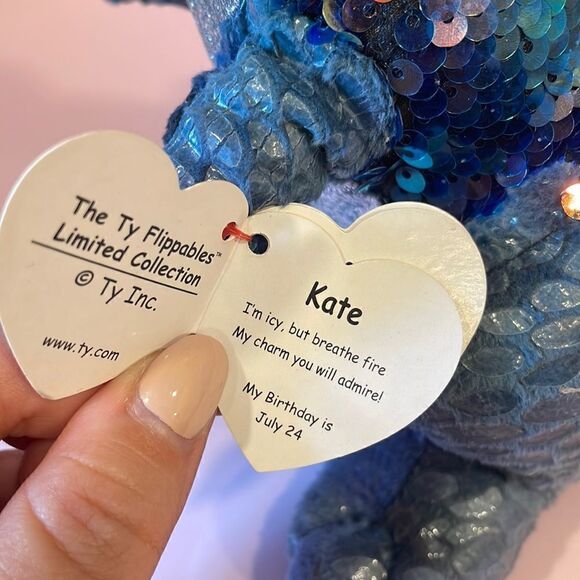 The Ty Flippables™
Limited Collection
© Ty Inc.
www.ty.com
Kate
I'm icy, but breathe fire
My charm you will admire!
My Birthday is
July 24